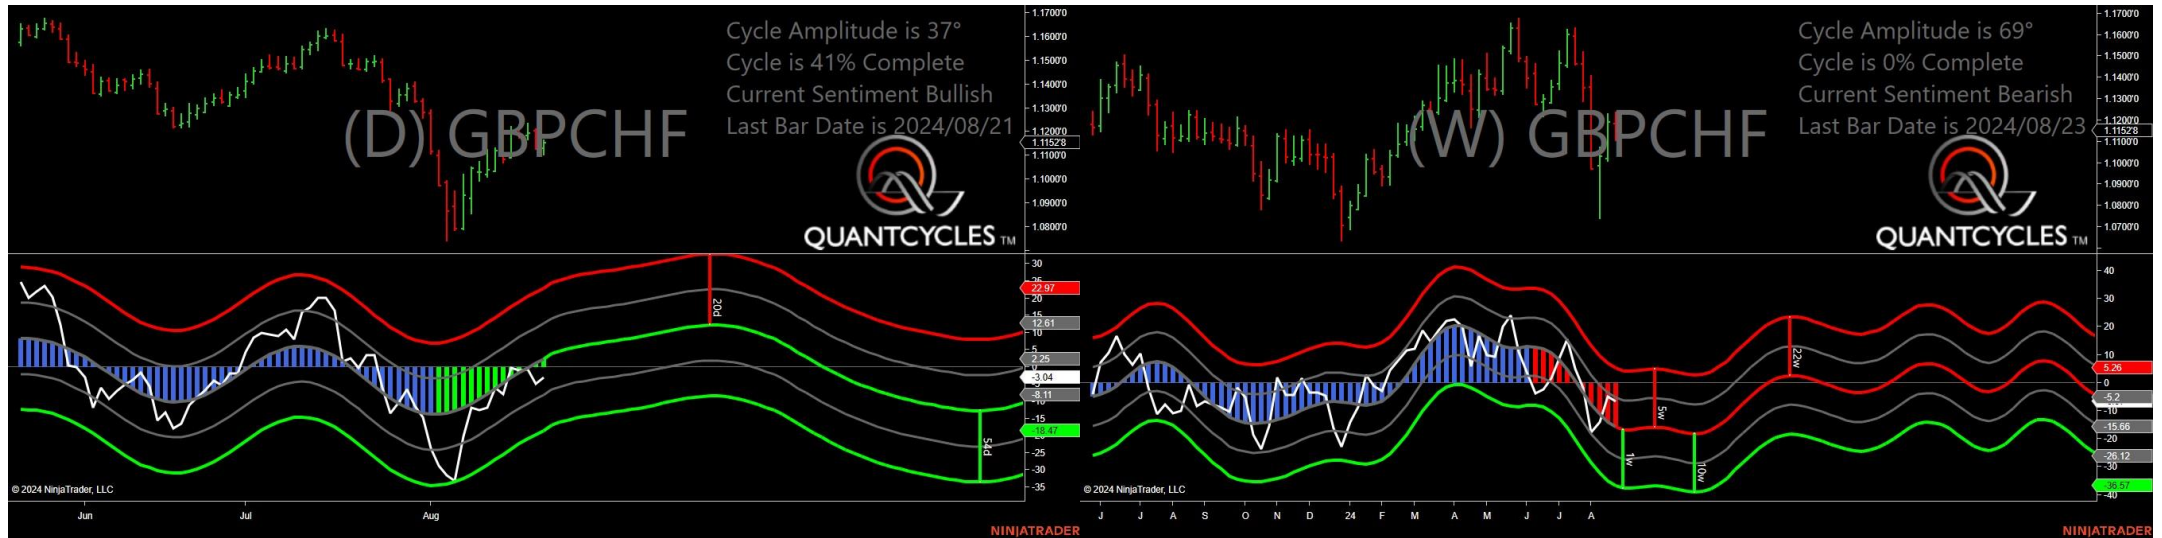 Cycle Amplitude is 37°
Cycle is 41% Complete
Current Sentiment Bullish
Last Bar Date is 2024/08/21
(D) GBPCHF
QUANTCYCLES TM
1.1700'0
1.1600'0
1.1500'0
1.1400'0
1.1300'0
1.1200'0
1.1152'8
1.1100'0
1.1000'0
1.0900'0
1.0800'0
20d
54d
30
25
22.97
20
15
12.61
10
5
2.25
0
-3.04
-8.11
-15
-18.47
-25
-30
-35
© 2024 NinjaTrader, LLC
Jun Jul Aug
NINJATRADER
Cycle Amplitude is 69°
Cycle is 0% Complete
Current Sentiment Bearish
Last Bar Date is 2024/08/23
(W) GBPCHF
QUANTCYCLES TM
1.1700'0
1.1600'0
1.1500'0
1.1400'0
1.1300'0
1.1200'0
1.1152'8
1.1100'0
1.1000'0
1.0900'0
1.0800'0
1.0700'0
22w
5w
1w
10w
40
30
20
10
5.26
0
-5.2
-10
-15.66
-20
-26.12
-30
-36.57
-40
© 2024 NinjaTrader, LLC
J J A S O N D 24 F M A M J J A
NINJATRADER